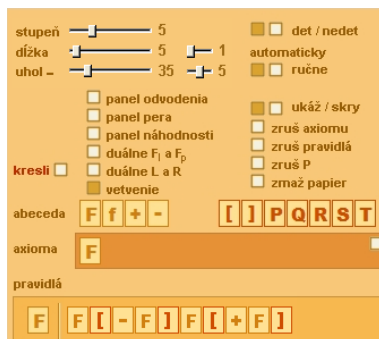 stupeň 5 det / nedet
dĺžka 5 1 automaticky
uhol – 35 5 ručne
panel odvodenia
panel pera ukáž / skry
panel náhodnosti zruš axiomu
duálne Fl a Fp zruš pravidlá
kresli duálne L a R zruš P
vetvenie zmaž papier
abeceda F f + - [ ] P Q R S T
axioma F
pravidlá
F F [ - F ] F [ + F ]